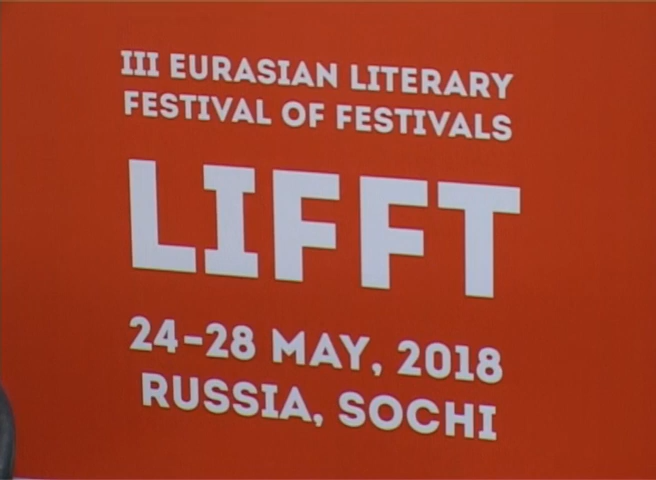 III EURASIAN LITERARY
FESTIVAL OF FESTIVALS
LIFFT
24-28 MAY, 2018
RUSSIA, SOCHI